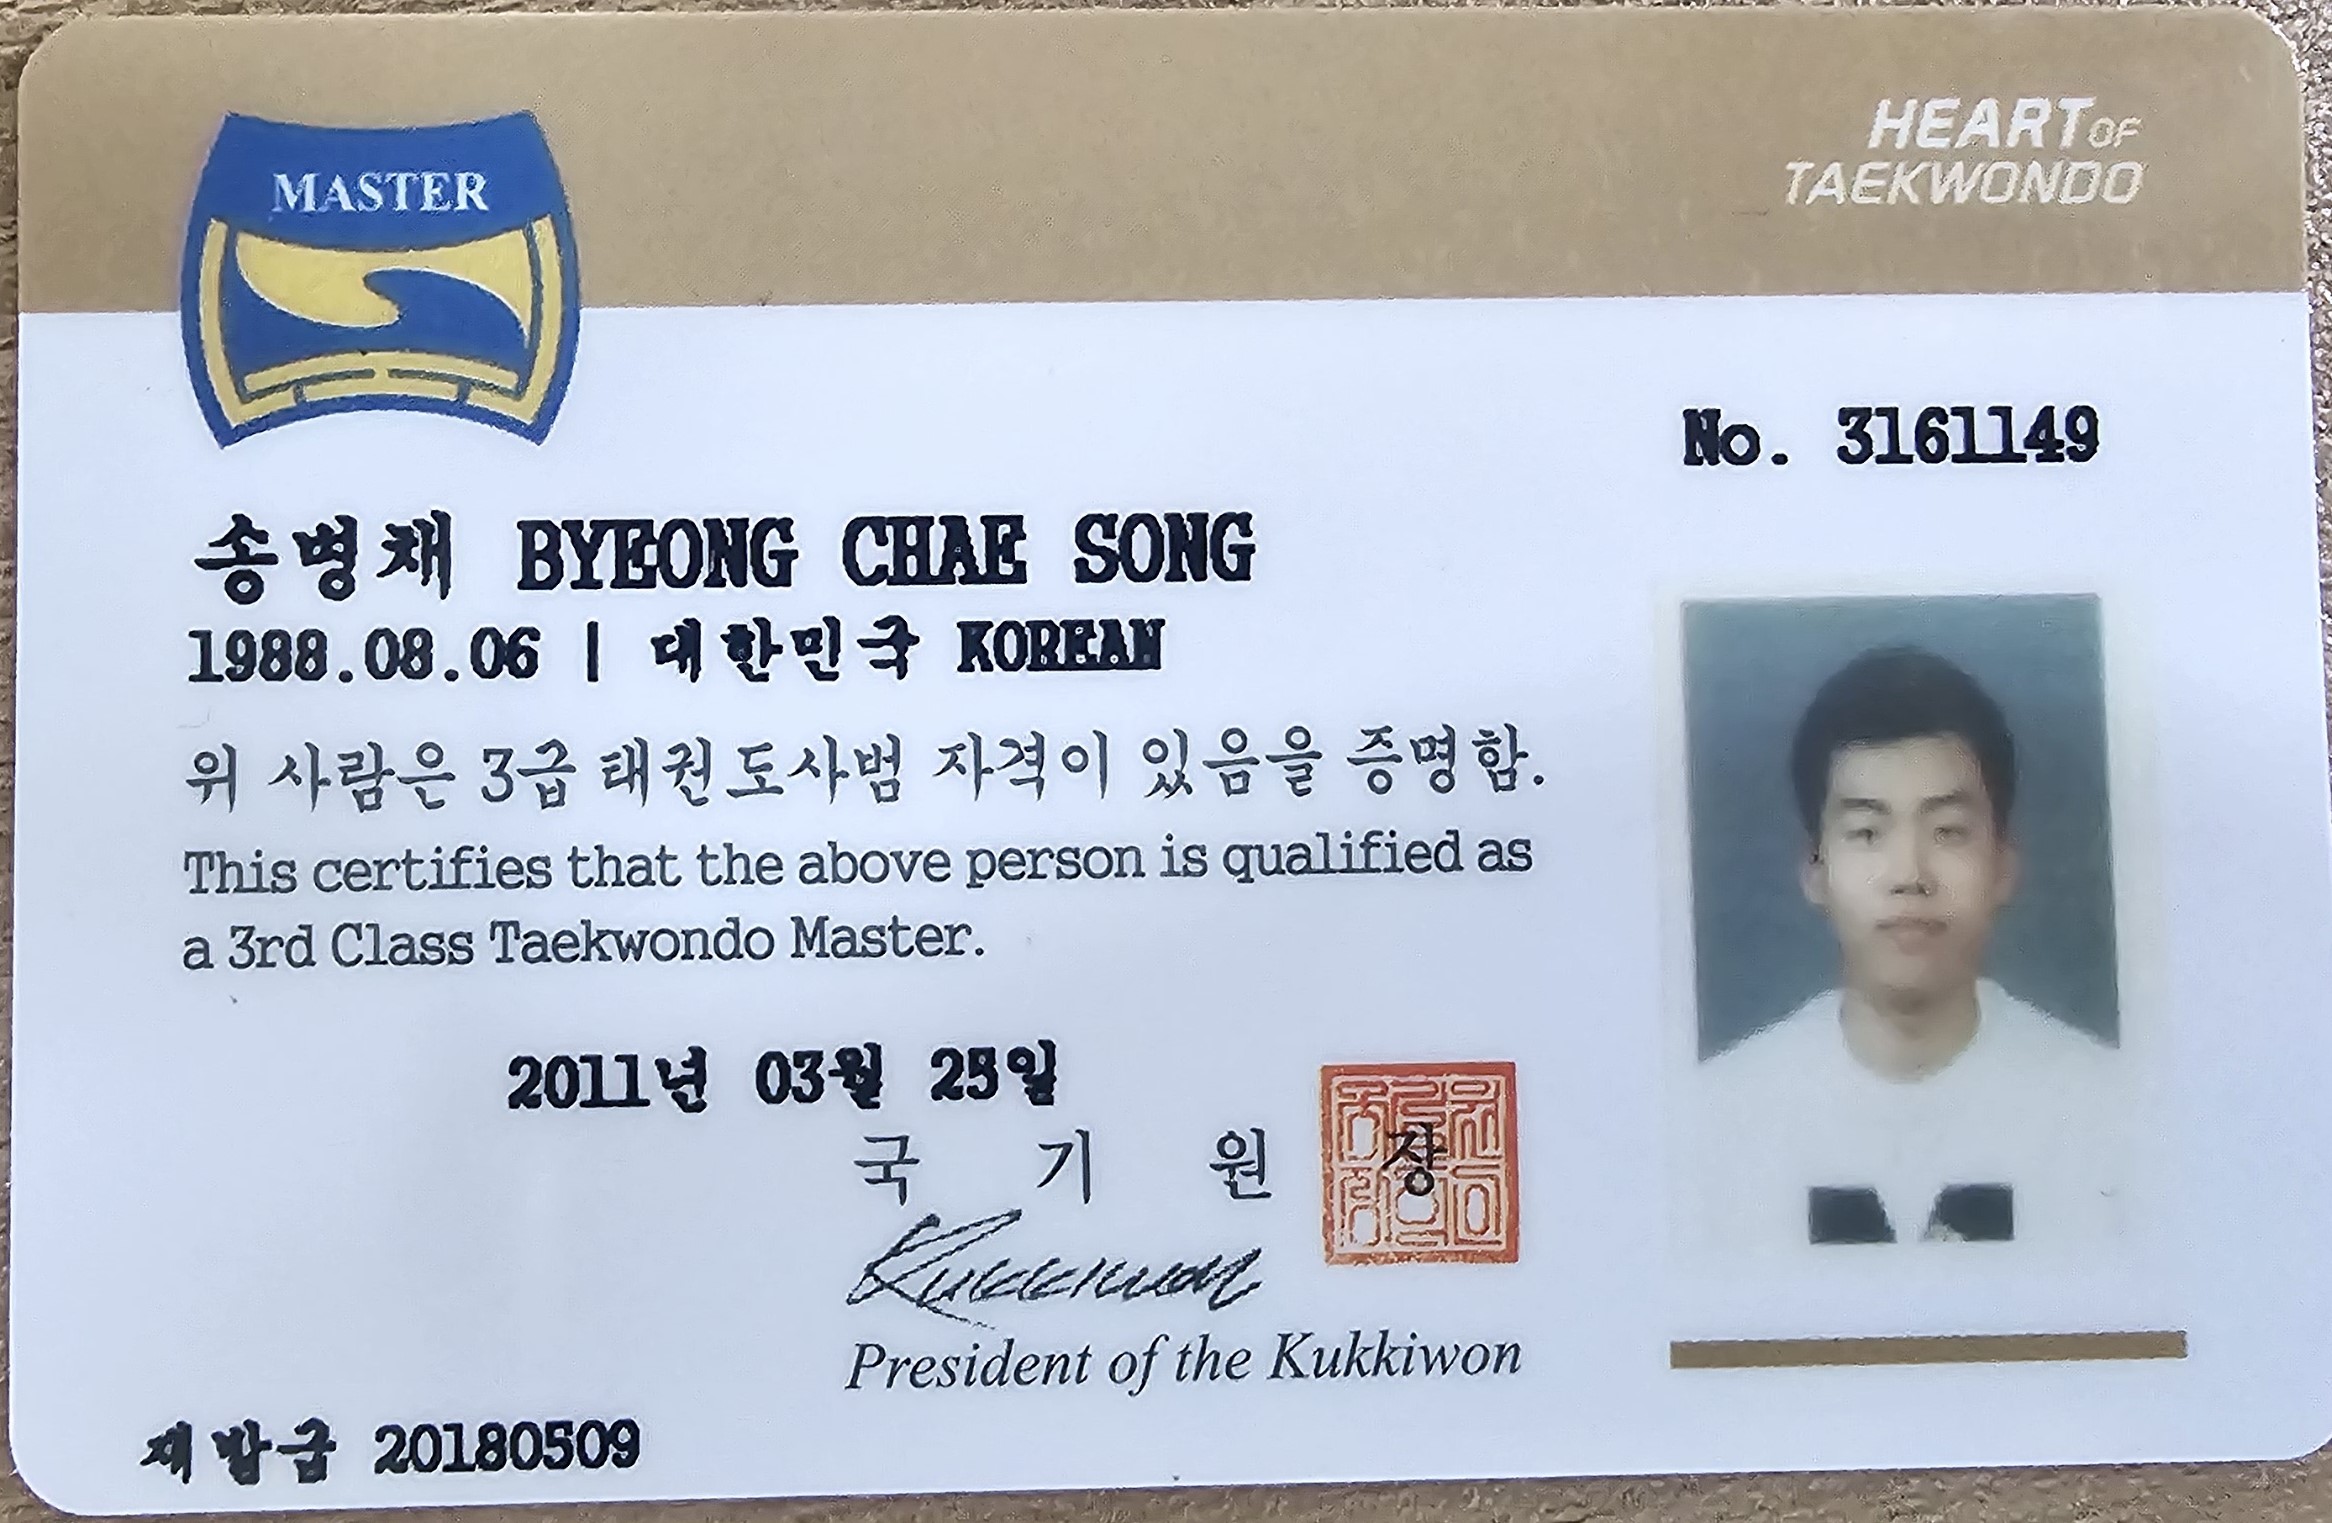 MASTER
HEART OF
TAEKWONDO
No. 3161149
송병채 BYEONG CHAE SONG
1988.08.06 | 대한민국 KOREAN
위 사람은 3급 태권도사범 자격이 있음을 증명함.
This certifies that the above person is qualified as
a 3rd Class Taekwondo Master.
2011년 03월 25일
국 기 원 장
Kukkiwon
President of the Kukkiwon
재발급 20180509